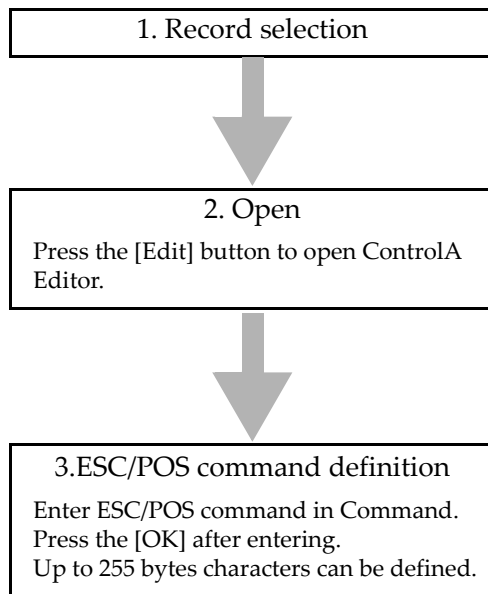 1. Record selection
2. Open
Press the [Edit] button to open ControlA
Editor.
3.ESC/POS command definition
Enter ESC/POS command in Command.
Press the [OK] after entering.
Up to 255 bytes characters can be defined.